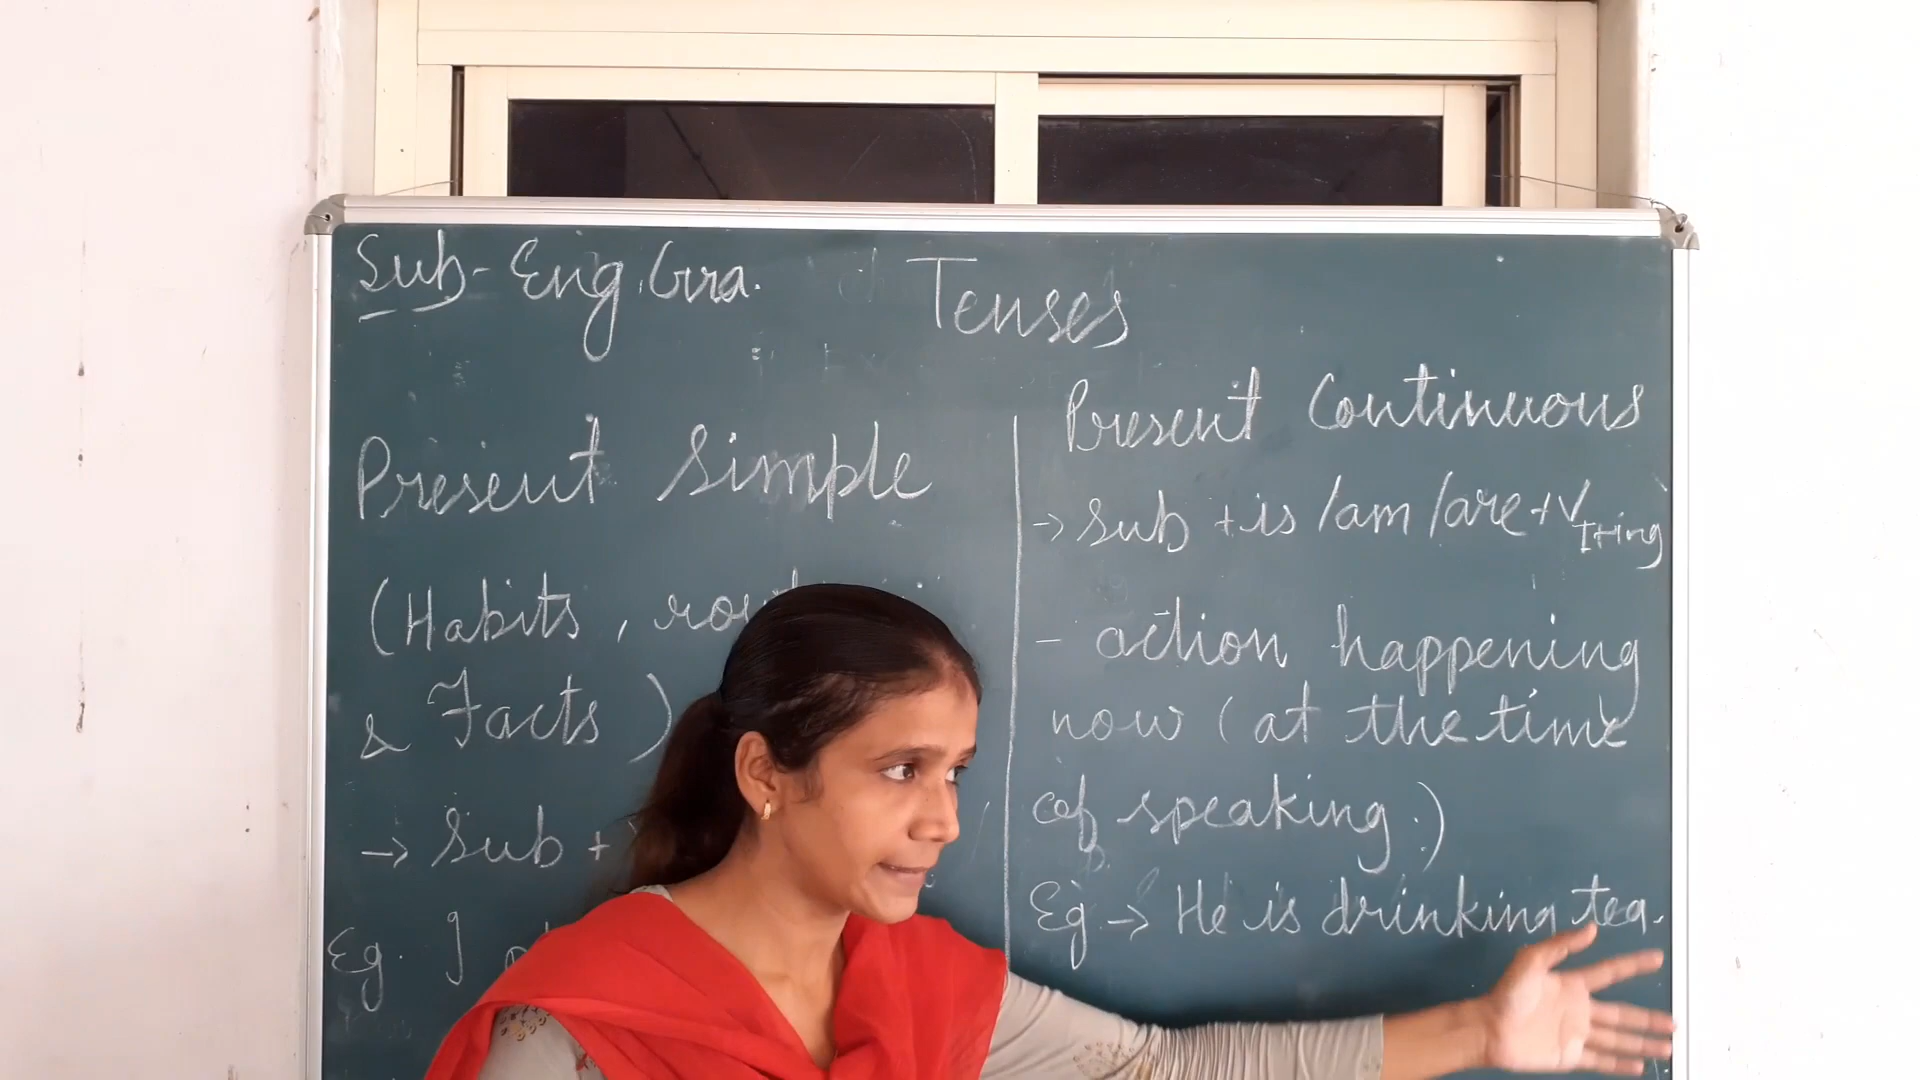 Sub- Eng. Gra.
Tenses
Present Simple
(Habits,
& Facts)
→ Sub +
Eg. I
Present Continuous
→ sub + is /am /are + V I+ing
- action happening
now (at the time
of speaking.)
Eg → He is drinking tea.